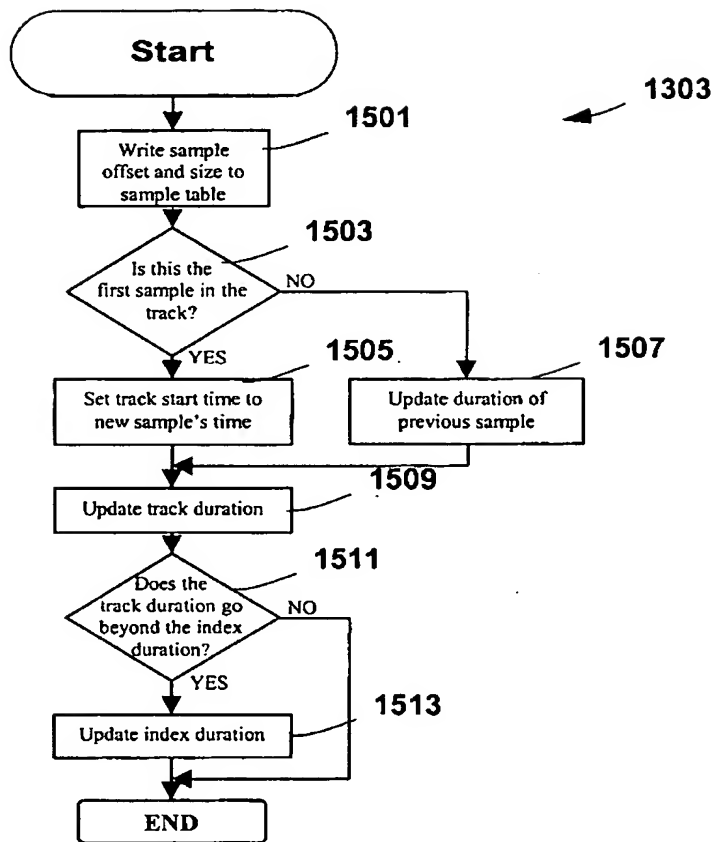 Start
1303
1501
Write sample
offset and size to
sample table
1503
Is this the
first sample in the
track?
NO
YES
1505
1507
Set track start time to
new sample's time
Update duration of
previous sample
1509
Update track duration
1511
Does the
track duration go
beyond the index
duration?
NO
YES
1513
Update index duration
END